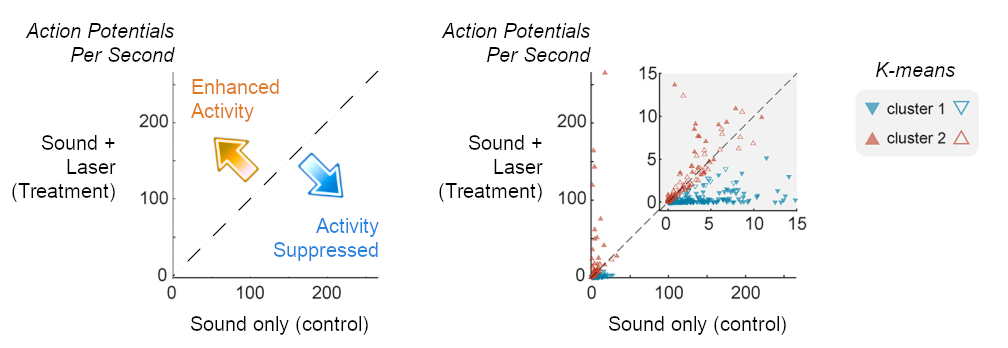 Action Potentials
Per Second
Enhanced
Activity
200
Sound +
Laser
(Treatment)
100
Activity
Suppressed
0
0
100
200
Sound only (control)
Action Potentials
Per Second
200
Sound +
Laser
(Treatment)
100
0
0
100
200
Sound only (control)
15
10
5
0
0
5
10
15
K-means
cluster 1
cluster 2